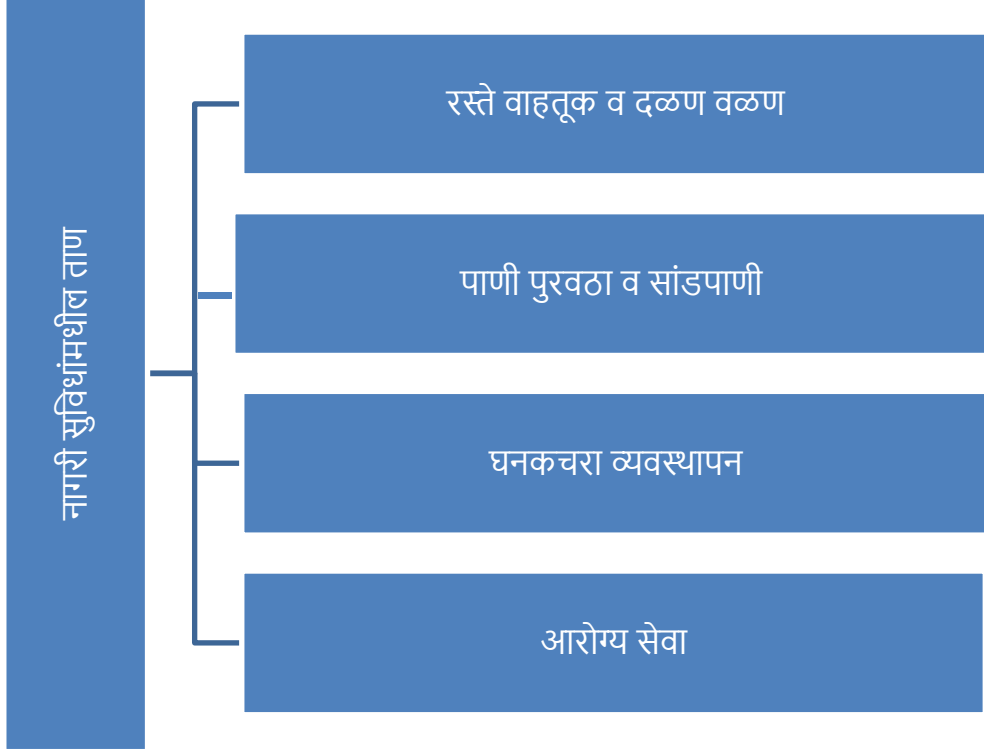 नागरी सुविधांमधील ताण
रस्ते वाहतूक व दळण वळण
पाणी पुरवठा व सांडपाणी
घनकचरा व्यवस्थापन
आरोग्य सेवा